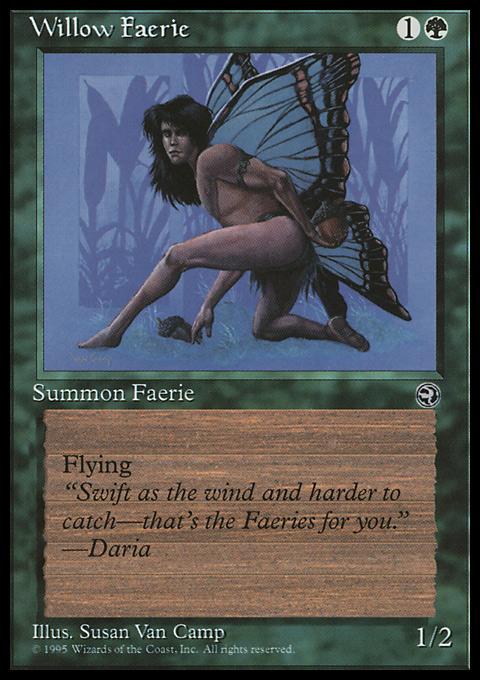 Willow Faerie 1
Summon Faerie
Flying
“Swift as the wind and harder to
catch—that's the Faeries for you.”
—Daria
Illus. Susan Van Camp
© 1995 Wizards of the Coast, Inc. All rights reserved.
1/2